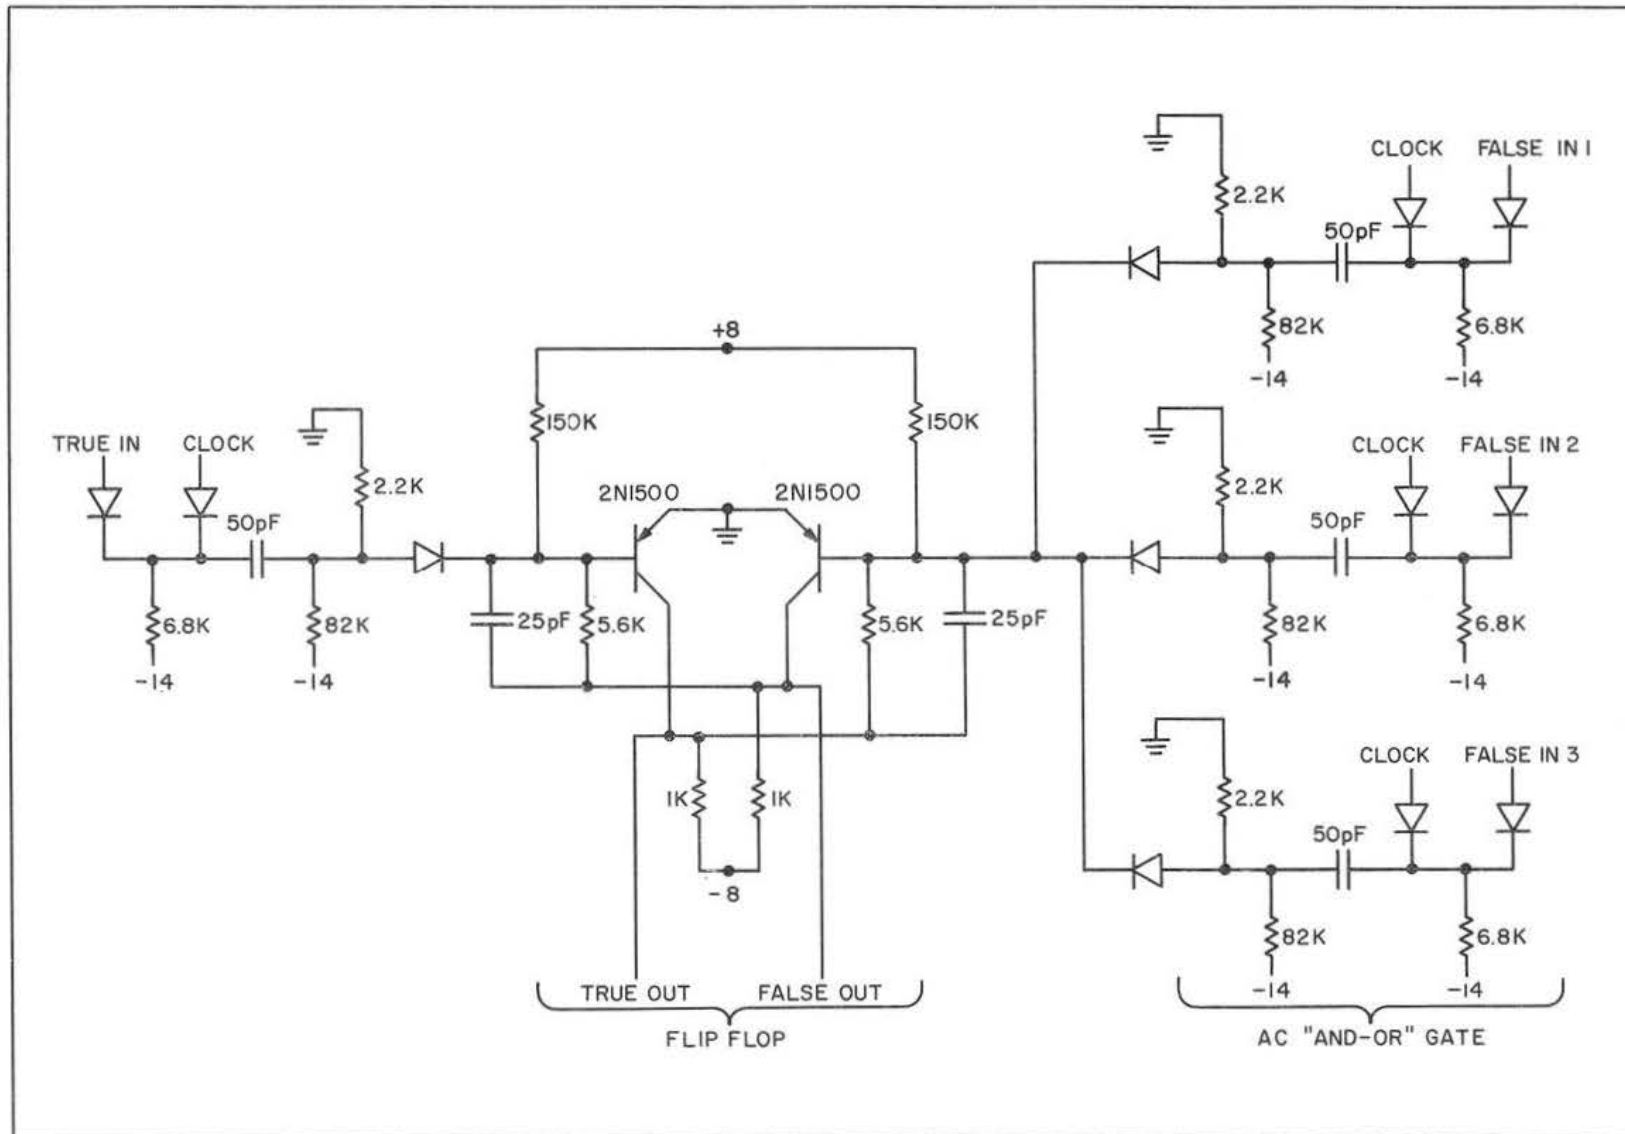 CLOCK FALSE IN 1
2.2K
50pF
82K 6.8K
-14 -14
+8
150K 150K
TRUE IN CLOCK
2.2K
50pF
2N1500 2N1500
CLOCK FALSE IN 2
2.2K
50pF
6.8K 82K
-14 -14
25pF 5.6K
5.6K 25pF
82K 6.8K
-14 -14
1K 1K
-8
CLOCK FALSE IN 3
2.2K
50pF
82K 6.8K
-14 -14
TRUE OUT FALSE OUT
FLIP FLOP
AC "AND-OR" GATE